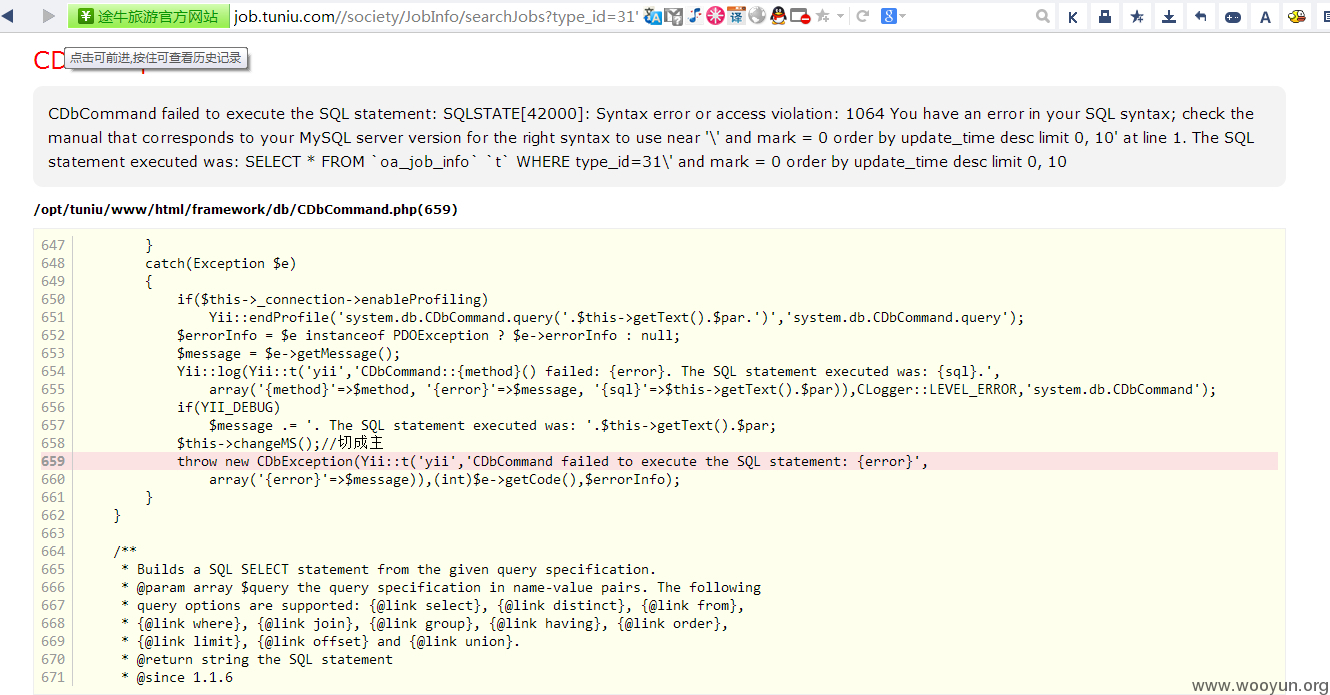 途牛旅游官方网站 job.tuniu.com//society/JobInfo/searchJobs?type_id=31'
点击可前进,按住可查看历史记录
CDbCommand failed to execute the SQL statement: SQLSTATE[42000]: Syntax error or access violation: 1064 You have an error in your SQL syntax; check the
manual that corresponds to your MySQL server version for the right syntax to use near '\' and mark = 0 order by update_time desc limit 0, 10' at line 1. The SQL
statement executed was: SELECT * FROM `oa_job_info` `t` WHERE type_id=31\' and mark = 0 order by update_time desc limit 0, 10
/opt/tuniu/www/html/framework/db/CDbCommand.php(659)
647 }
648 catch(Exception $e)
649 {
650 if($this->_connection->enableProfiling)
651 Yii::endProfile('system.db.CDbCommand.query('.$this->getText().$par.')','system.db.CDbCommand.query');
652 $errorInfo = $e instanceof PDOException ? $e->errorInfo : null;
653 $message = $e->getMessage();
654 Yii::log(Yii::t('yii','CDbCommand::{method}() failed: {error}. The SQL statement executed was: {sql}.',
655 array('{method}'=>$method, '{error}'=>$message, '{sql}'=>$this->getText().$par)),CLogger::LEVEL_ERROR,'system.db.CDbCommand');
656 if(YII_DEBUG)
657 $message .= '. The SQL statement executed was: '.$this->getText().$par;
658 $this->changeMS();//切成主
659 throw new CDbException(Yii::t('yii','CDbCommand failed to execute the SQL statement: {error}',
660 array('{error}'=>$message)),(int)$e->getCode(),$errorInfo);
661 }
662 }
663
664 /**
665 * Builds a SQL SELECT statement from the given query specification.
666 * @param array $query the query specification in name-value pairs. The following
667 * query options are supported: {@link select}, {@link distinct}, {@link from},
668 * {@link where}, {@link join}, {@link group}, {@link having}, {@link order},
669 * {@link limit}, {@link offset} and {@link union}.
670 * @return string the SQL statement
671 * @since 1.1.6
www.wooyun.org